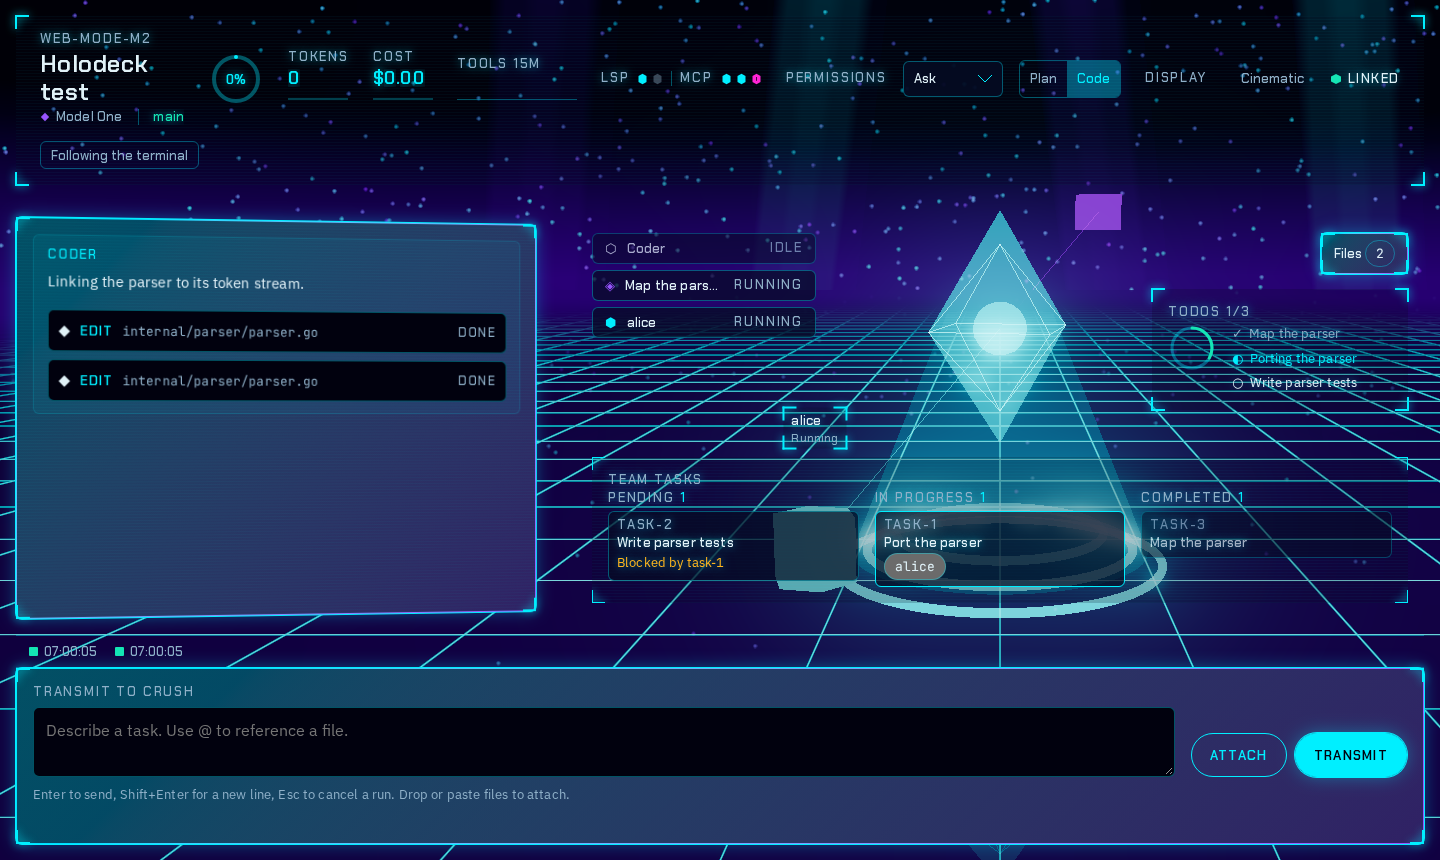 WEB-MODE-M2
Holodeck
test
Model One main
Following the terminal
0%
TOKENS
0
COST
$0.00
TOOLS 15M
LSP MCP PERMISSIONS Ask Plan Code DISPLAY Cinematic LINKED
CODER
Linking the parser to its token stream.
EDIT internal/parser/parser.go DONE
EDIT internal/parser/parser.go DONE
Coder IDLE
Map the pars... RUNNING
alice RUNNING
Files 2
TODOS 1/3
✓ Map the parser
Porting the parser
Write parser tests
alice
Running
TEAM TASKS
PENDING 1
TASK-2
Write parser tests
Blocked by task-1
IN PROGRESS 1
TASK-1
Port the parser
alice
COMPLETED 1
TASK-3
Map the parser
07:00:05 07:00:05
TRANSMIT TO CRUSH
Describe a task. Use @ to reference a file.
ATTACH TRANSMIT
Enter to send, Shift+Enter for a new line, Esc to cancel a run. Drop or paste files to attach.